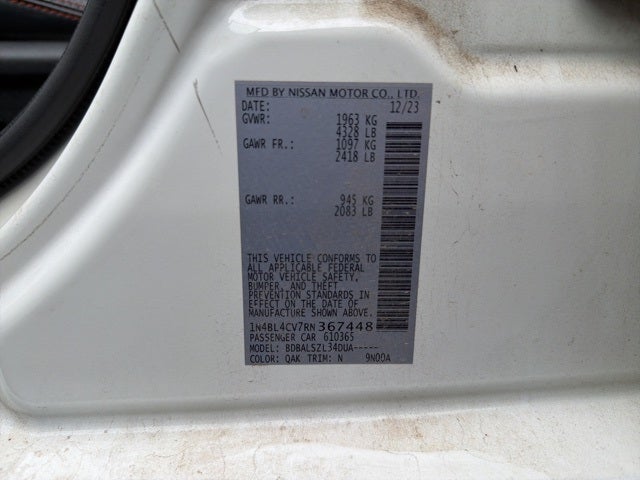 MFD BY NISSAN MOTOR CO., LTD.
DATE: 12/23
GVWR: 1963 KG
4328 LB
GAWR FR.: 1097 KG
2418 LB
GAWR RR.: 945 KG
2083 LB
THIS VEHICLE CONFORMS TO
ALL APPLICABLE FEDERAL
MOTOR VEHICLE SAFETY,
BUMPER, AND THEFT
PREVENTION STANDARDS IN
EFFECT ON THE DATE OF
MANUFACTURE SHOWN ABOVE.
1N4BL4CV7RN367448
PASSENGER CAR 610365
MODEL: BDBALSZL34DUA-----
COLOR: QAK TRIM: N 9N00A